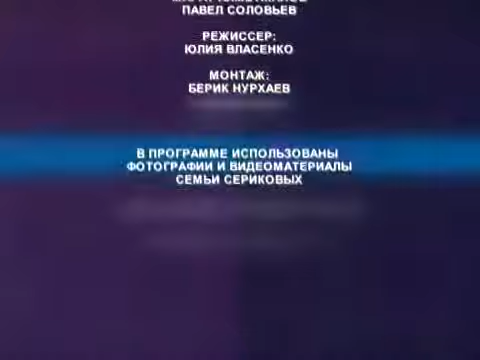 ПАВЕЛ СОЛОВЬЕВ
РЕЖИССЕР:
ЮЛИЯ ВЛАСЕНКО
МОНТАЖ:
БЕРИК НУРХАЕВ
В ПРОГРАММЕ ИСПОЛЬЗОВАНЫ
ФОТОГРАФИИ И ВИДЕОМАТЕРИАЛЫ
СЕМЬИ СЕРИКОВЫХ